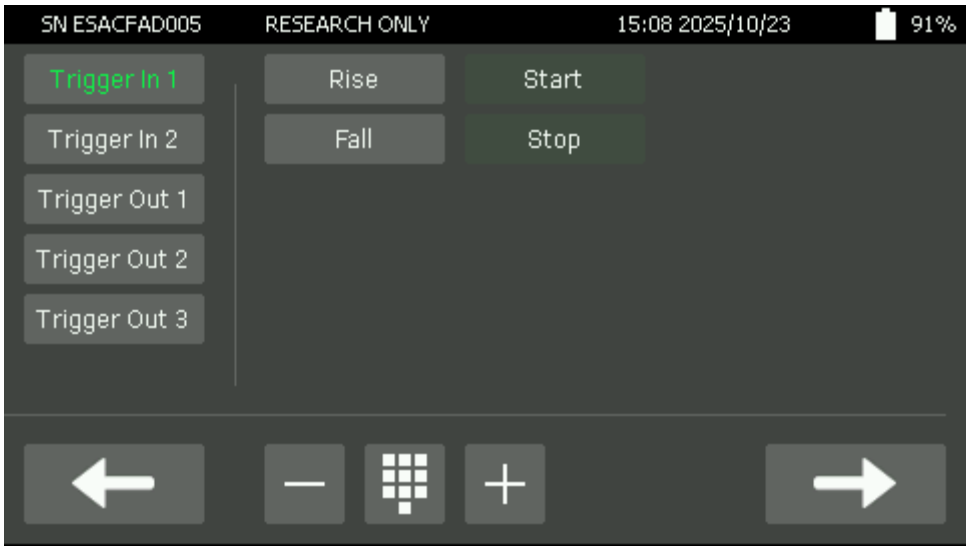 SN ESACFAD005 RESEARCH ONLY 15:08 2025/10/23 91%
Trigger In 1 Rise Start
Trigger In 2 Fall Stop
Trigger Out 1
Trigger Out 2
Trigger Out 3